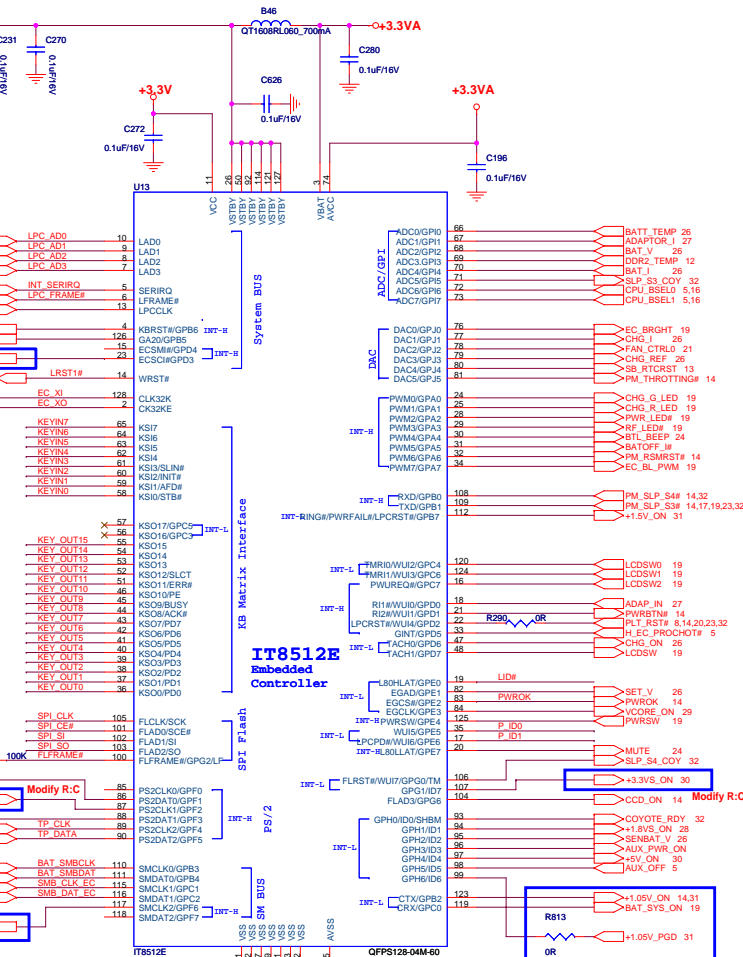 B46
QT1608RL060_700mA
+3.3VA
C231
0.1uF/16V
C270
0.1uF/16V
C280
0.1uF/16V
+3.3V
C626
0.1uF/16V
+3.3VA
C272
0.1uF/16V
C196
0.1uF/16V
U13
11 26 50 92 114 121 127 3 74
VCC VSTBY VSTBY VSTBY VSTBY VSTBY VSTBY VBAT AVCC
LPC_AD0 10 LAD0
LPC_AD1 9 LAD1
LPC_AD2 8 LAD2
LPC_AD3 7 LAD3
INT_SERIRQ 5 SERIRQ
LPC_FRAME# 6 LFRAME#
13 LPCCLK
4 KBRST#/GPB6 INT-H
126 GA20/GPB5
15 ECSMI#/GPD4
23 ECSCI#GPD3 INT-H
LRST1# 14 WRST#
System BUS
EC_XI 128 CLK32K
EC_XO 2 CK32KE
KEYIN7 65 KSI7
KEYIN6 64 KSI6
KEYIN5 63 KSI5
KEYIN4 62 KSI4
KEYIN3 61 KSI3/SLIN#
KEYIN2 60 KSI2/INIT#
KEYIN1 59 KSI1/AFD#
KEYIN0 58 KSI0/STB#
57 KSO17/GPC5
56 KSO16/GPC3 INT-L
KEY_OUT15 55 KSO15
KEY_OUT14 54 KSO14
KEY_OUT13 53 KSO13
KEY_OUT12 52 KSO12/SLCT
KEY_OUT11 51 KSO11/ERR#
KEY_OUT10 46 KSO10/PE
KEY_OUT9 45 KSO9/BUSY
KEY_OUT8 44 KSO8/ACK#
KEY_OUT7 43 KSO7/PD7
KEY_OUT6 42 KSO6/PD6
KEY_OUT5 41 KSO5/PD5
KEY_OUT4 40 KSO4/PD4
KEY_OUT3 39 KSO3/PD3
KEY_OUT2 38 KSO2/PD2
KEY_OUT1 37 KSO1/PD1
KEY_OUT0 36 KSO0/PD0
KB Matrix Interface
IT8512E
Embedded
Controller
SPI_CLK 105 FLCLK/SCK
SPI_CE# 101 FLAD0/SCE#
SPI_SI 102 FLAD1/SI
SPI_SO 103 FLAD2/SO
100K FLFRAME# 100 FLFRAME#/GPG2/LF
SPI Flash
Modify R:C
85 PS2CLK0/GPF0
86 PS2DAT0/GPF1
87 PS2CLK1/GPF2
88 PS2DAT1/GPF3
TP_CLK 89 PS2CLK2/GPF4
TP_DATA 90 PS2DAT2/GPF5
INT-H
PS/2
BAT_SMBCLK 110 SMCLK0/GPB3
BAT_SMBDAT 111 SMDAT0/GPB4
SMB_CLK_EC 115 SMCLK1/GPC1
SMB_DAT_EC 116 SMDAT1/GPC2
117 SMCLK2/GPF6
118 SMDAT2/GPF7 INT-H
SM BUS
VSS VSS VSS VSS VSS VSS VSS AVSS
IT8512E
QFPS128-04M-60
ADC/GPI
ADC0/GPI0 66 BATT_TEMP 26
ADC1/GPI1 67 ADAPTOR_I 27
ADC2/GPI2 68 BAT_V 26
ADC3/GPI3 69 DDR2_TEMP 12
ADC4/GPI4 70 BAT_I 26
ADC5/GPI5 71 SLP_S3_COY 32
ADC6/GPI6 72 CPU_BSEL0 5,16
ADC7/GPI7 73 CPU_BSEL1 5,16
DAC
DAC0/GPJ0 76 EC_BRGHT 19
DAC1/GPJ1 77 CHG_I 26
DAC2/GPJ2 78 FAN_CTRL0 21
DAC3/GPJ3 79 CHG_REF 26
DAC4/GPJ4 80 SB_RTCRST 13
DAC5/GPJ5 81 PM_THROTTING# 14
PWM0/GPA0 24 CHG_G_LED 19
PWM1/GPA1 25 CHG_R_LED 19
PWM2/GPA2 28 PWR_LED# 19
INT-H PWM3/GPA3 29 RF_LED# 19
PWM4/GPA4 30 BTL_BEEP 24
PWM5/GPA5 31 BATOFF_I#
PWM6/GPA6 32 PM_RSMRST# 14
PWM7/GPA7 34 EC_BL_PWM 19
INT-H RXD/GPB0 108 PM_SLP_S4# 14,32
TXD/GPB1 109 PM_SLP_S3# 14,17,19,23,32
INT-L RING#/PWRFAIL#/LPCRST#/GPB7 112 +1.5V_ON 31
INT-L TMRI0/WUI2/GPC4 120 LCDSW0 19
TMRI1/WUI3/GPC6 124 LCDSW1 19
PWUREQ#/GPC7 16 LCDSW2 19
INT-H RI1#/WUI0/GPD0 18 ADAP_IN 27
RI2#/WUI1/GPD1 21 PWRBTN# 14
LPCRST#/WUI4/GPD2 22 R290 0R PLT_RST# 8,14,20,23,32
GINT/GPD5 33 H_EC_PROCHOT# 5
INT-L TACH0/GPD6 47 CHG_ON 26
TACH1/GPD7 48 LCDSW 19
L80HLAT/GPE0 19 LID#
INT-L EGAD/GPE1 82 SET_V 26
EGCS#/GPE2 83 PWROK PWROK 14
EGCLK/GPE3 84 VCORE_ON 29
INT-H PWRSW/GPE4 125 PWRSW 19
WUI5/GPE5 35 P_ID0
INT-L LPCPD#/WUI6/GPE6 17 P_ID1
INT-H L80LLAT/GPE7 20
MUTE 24
SLP_S4_COY 32
INT-L FLRST#/WUI7/GPG0/TM 106
GPG1/ID7 107 +3.3VS_ON 30
FLAD3/GPG6 104 CCD_ON 14
Modify R:C
GPH0/ID0/SHBM 93 COYOTE_RDY 32
GPH1/ID1 94 +1.8VS_ON 28
GPH2/ID2 95 SENBAT_V 26
INT-L GPH3/ID3 96 AUX_PWR_ON
GPH4/ID4 97 +5V_ON 30
GPH5/ID5 98 AUX_OFF 5
GPH6/ID6 99
INT-L CTX/GPB2 123 +1.05V_ON 14,31
CRX/GPC0 119 BAT_SYS_ON 19
R813
0R
+1.05V_PGD 31